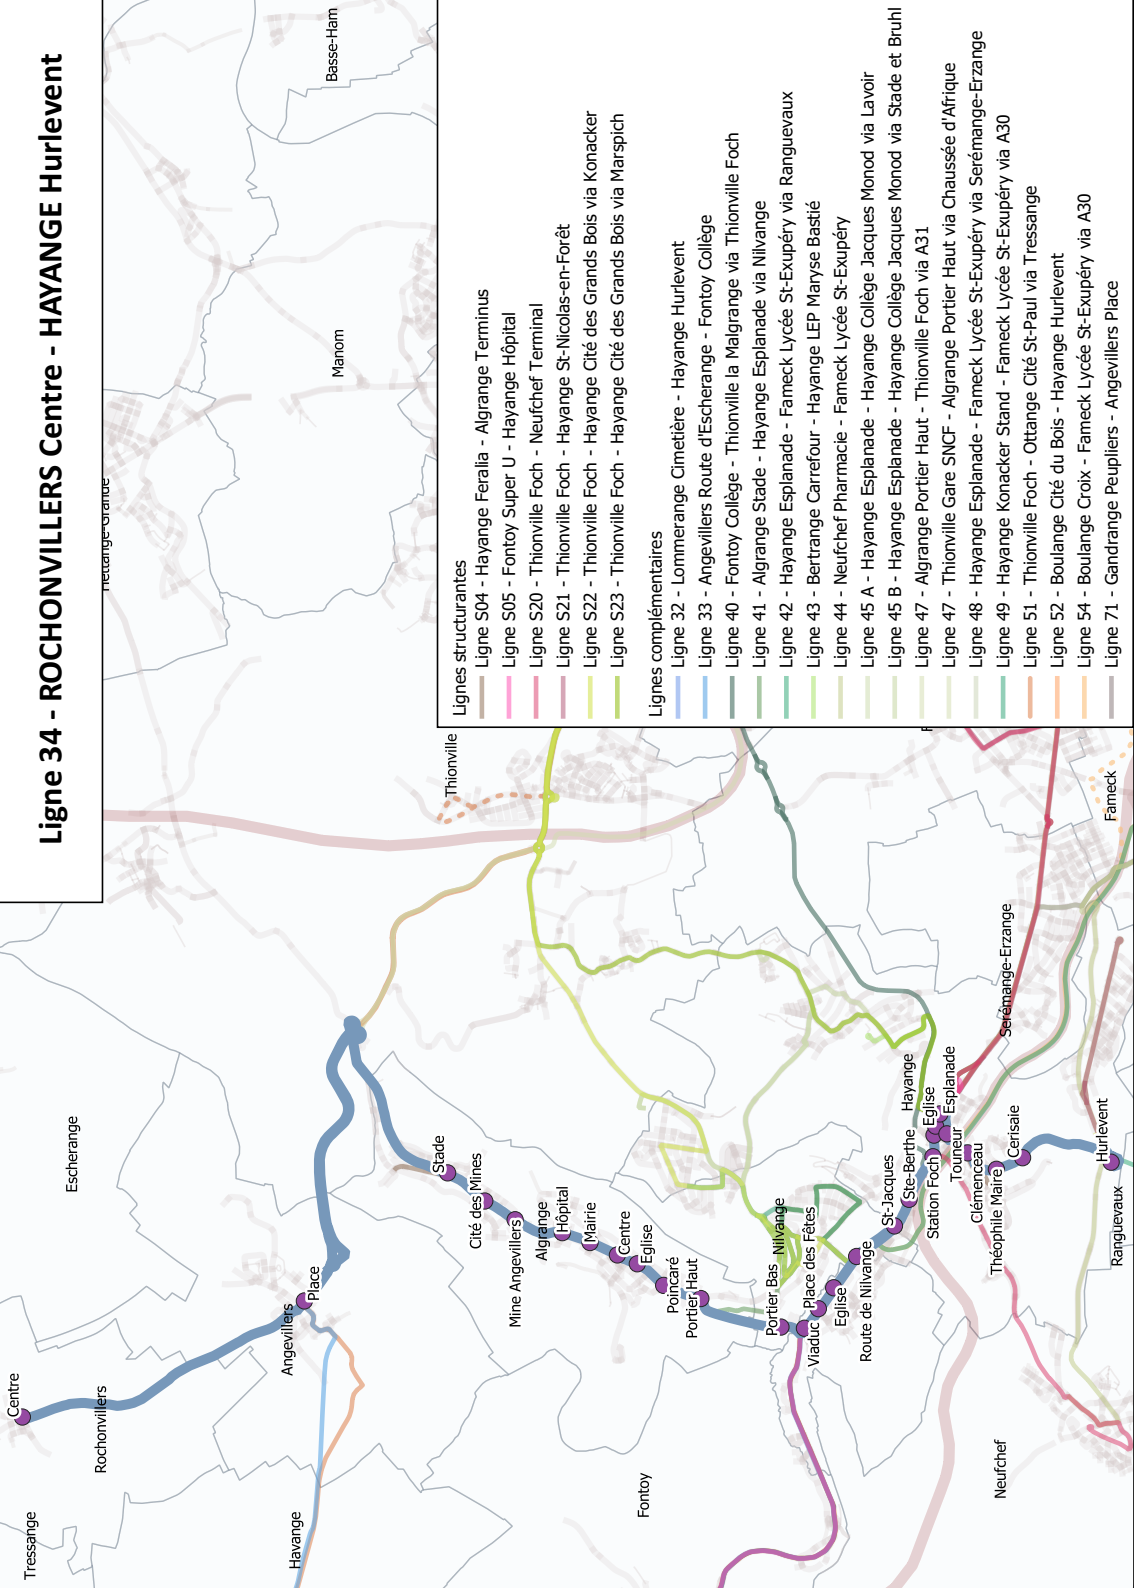 Ligne 34 - ROCHONVILLERS Centre - HAYANGE Hurlevent
Lignes structurantes
Ligne S04 - Hayange Feralia - Algrange Terminus
Ligne S05 - Fontoy Super U - Hayange Hôpital
Ligne S20 - Thionville Foch - Neufchef Terminal
Ligne S21 - Thionville Foch - Hayange St-Nicolas-en-Forêt
Ligne S22 - Thionville Foch - Hayange Cité des Grands Bois via Konacker
Ligne S23 - Thionville Foch - Hayange Cité des Grands Bois via Marspich
Lignes complémentaires
Ligne 32 - Lommerange Cimetière - Hayange Hurlevent
Ligne 33 - Angevillers Route d'Escherange - Fontoy Collège
Ligne 40 - Fontoy Collège - Thionville la Malgrange via Thionville Foch
Ligne 41 - Algrange Stade - Hayange Esplanade via Nilvange
Ligne 42 - Hayange Esplanade - Fameck Lycée St-Exupéry via Ranguevaux
Ligne 43 - Bertrange Carrefour - Hayange LEP Maryse Bastié
Ligne 44 - Neufchef Pharmacie - Fameck Lycée St-Exupéry
Ligne 45 A - Hayange Esplanade - Hayange Collège Jacques Monod via Lavoir
Ligne 45 B - Hayange Esplanade - Hayange Collège Jacques Monod via Stade et Bruhl
Ligne 47 - Algrange Portier Haut - Thionville Foch via A31
Ligne 47 - Thionville Gare SNCF - Algrange Portier Haut via Chaussée d'Afrique
Ligne 48 - Hayange Esplanade - Fameck Lycée St-Exupéry via Serémange-Erzange
Ligne 49 - Hayange Konacker Stand - Fameck Lycée St-Exupéry via A30
Ligne 51 - Thionville Foch - Ottange Cité St-Paul via Tressange
Ligne 52 - Boulange Cité du Bois - Hayange Hurlevent
Ligne 54 - Boulange Croix - Fameck Lycée St-Exupéry via A30
Ligne 71 - Gandrange Peupliers - Angevillers Place
Tressange
Centre
Rochonvillers
Escherange
Havange
Angevillers
Place
Hettange-Grande
Basse-Ham
Manom
Thionville
Stade
Cité des Mines
Mine Angevillers
Algrange
Hôpital
Mairie
Centre
Eglise
Fontoy
Poincaré
Portier Haut
Portier Bas
Nilvange
Viaduc
Place des Fêtes
Eglise
Route de Nilvange
St-Jacques
Ste-Berthe
Hayange
Station Foch
Eglise
Esplanade
Touneur
Clémenceau
Théophile Maire
Cerisaie
Serémange-Erzange
Neufchef
Hurlevent
Ranguevaux
Fameck